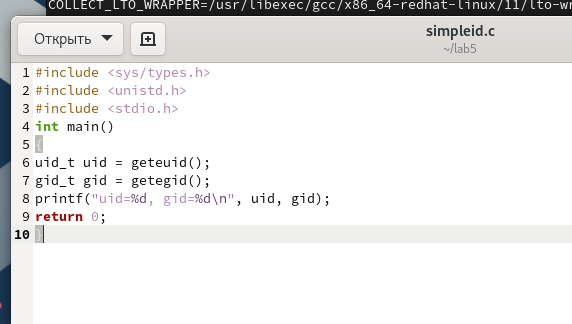 COLLECT_LTO_WRAPPER=/usr/libexec/gcc/x86_64-redhat-linux/11/lto-wr
Открыть
simpleid.c
~/lab5
1 #include <sys/types.h>
2 #include <unistd.h>
3 #include <stdio.h>
4 int main()
5 {
6 uid_t uid = geteuid();
7 gid_t gid = getegid();
8 printf("uid=%d, gid=%d\n", uid, gid);
9 return 0;
10 }